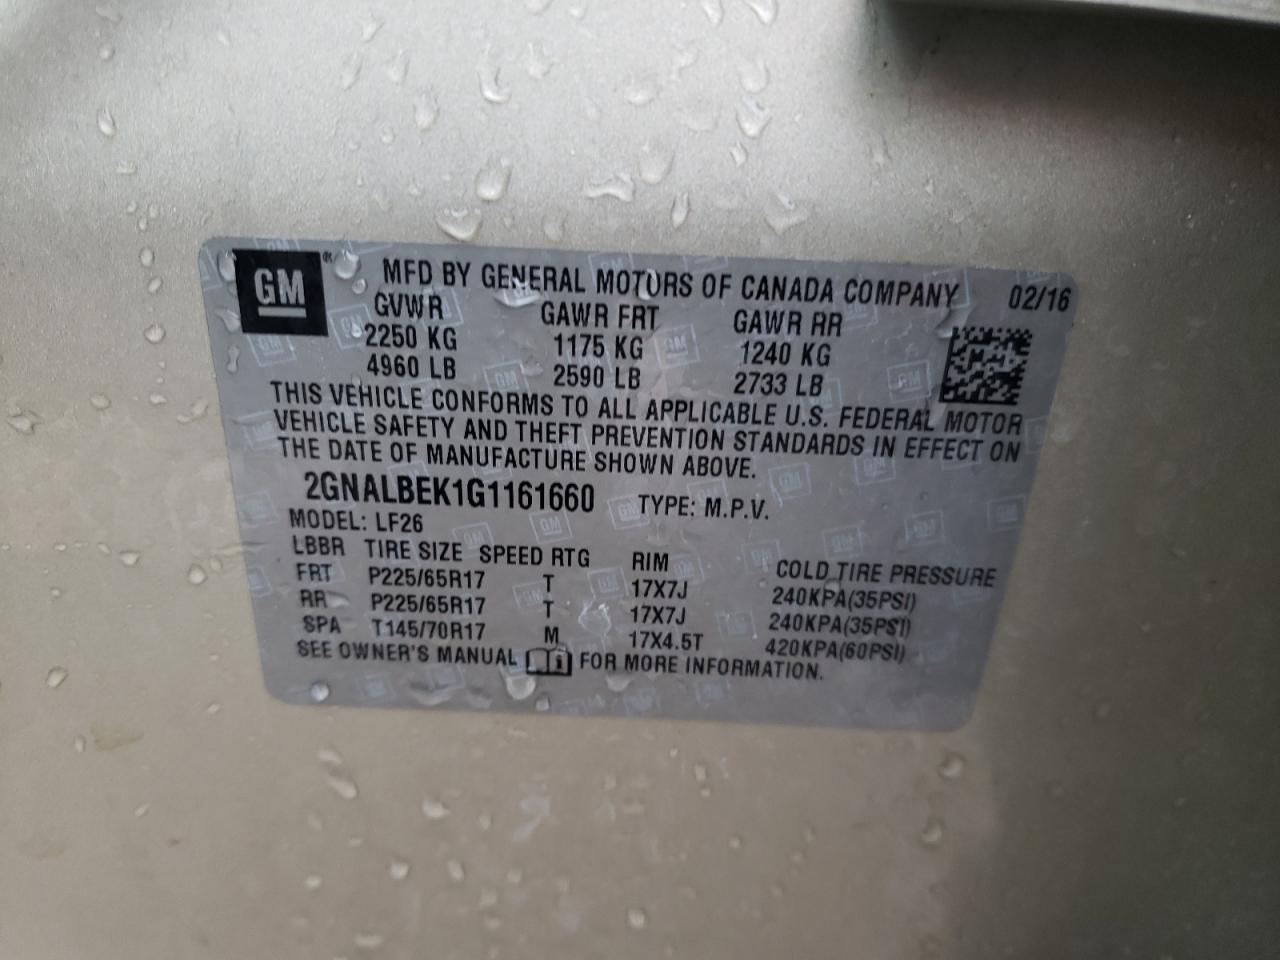 GM® MFD BY GENERAL MOTORS OF CANADA COMPANY 02/16
GVWR GAWR FRT GAWR RR
2250 KG 1175 KG 1240 KG
4960 LB 2590 LB 2733 LB
THIS VEHICLE CONFORMS TO ALL APPLICABLE U.S. FEDERAL MOTOR
VEHICLE SAFETY AND THEFT PREVENTION STANDARDS IN EFFECT ON
THE DATE OF MANUFACTURE SHOWN ABOVE.
2GNALBEK1G1161660 TYPE: M.P.V.
MODEL: LF26
LBBR TIRE SIZE SPEED RTG RIM COLD TIRE PRESSURE
FRT P225/65R17 T 17X7J 240KPA(35PSI)
RR P225/65R17 T 17X7J 240KPA(35PSI)
SPA T145/70R17 M 17X4.5T 420KPA(60PSI)
SEE OWNER'S MANUAL i FOR MORE INFORMATION.